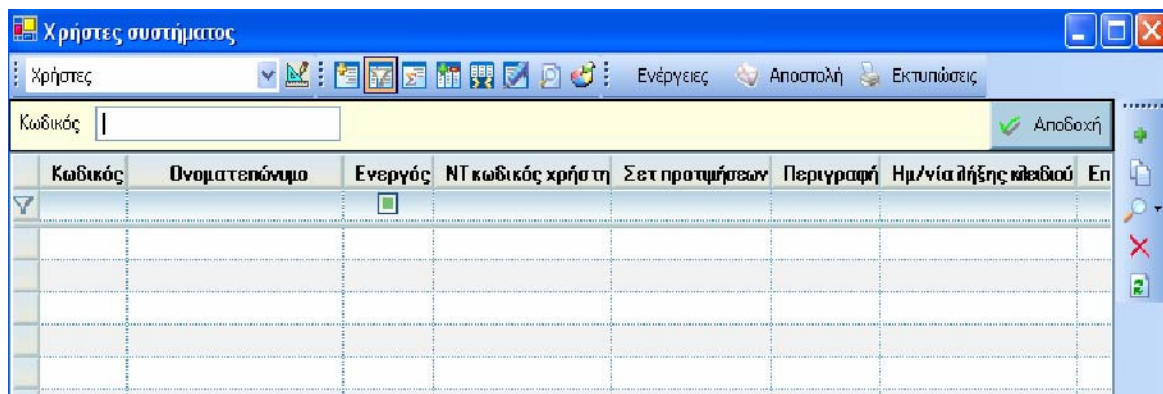 Χρήστες συστήματος
Χρήστες Ενέργειες Αποστολή Εκτυπώσεις
Κωδικός Αποδοχή
Κωδικός Ονοματεπώνυμο Ενεργός NT κωδικός χρήστη Σετ προτιμήσεων Περιγραφή Ημ/νία λήξης κλειδιού Επ